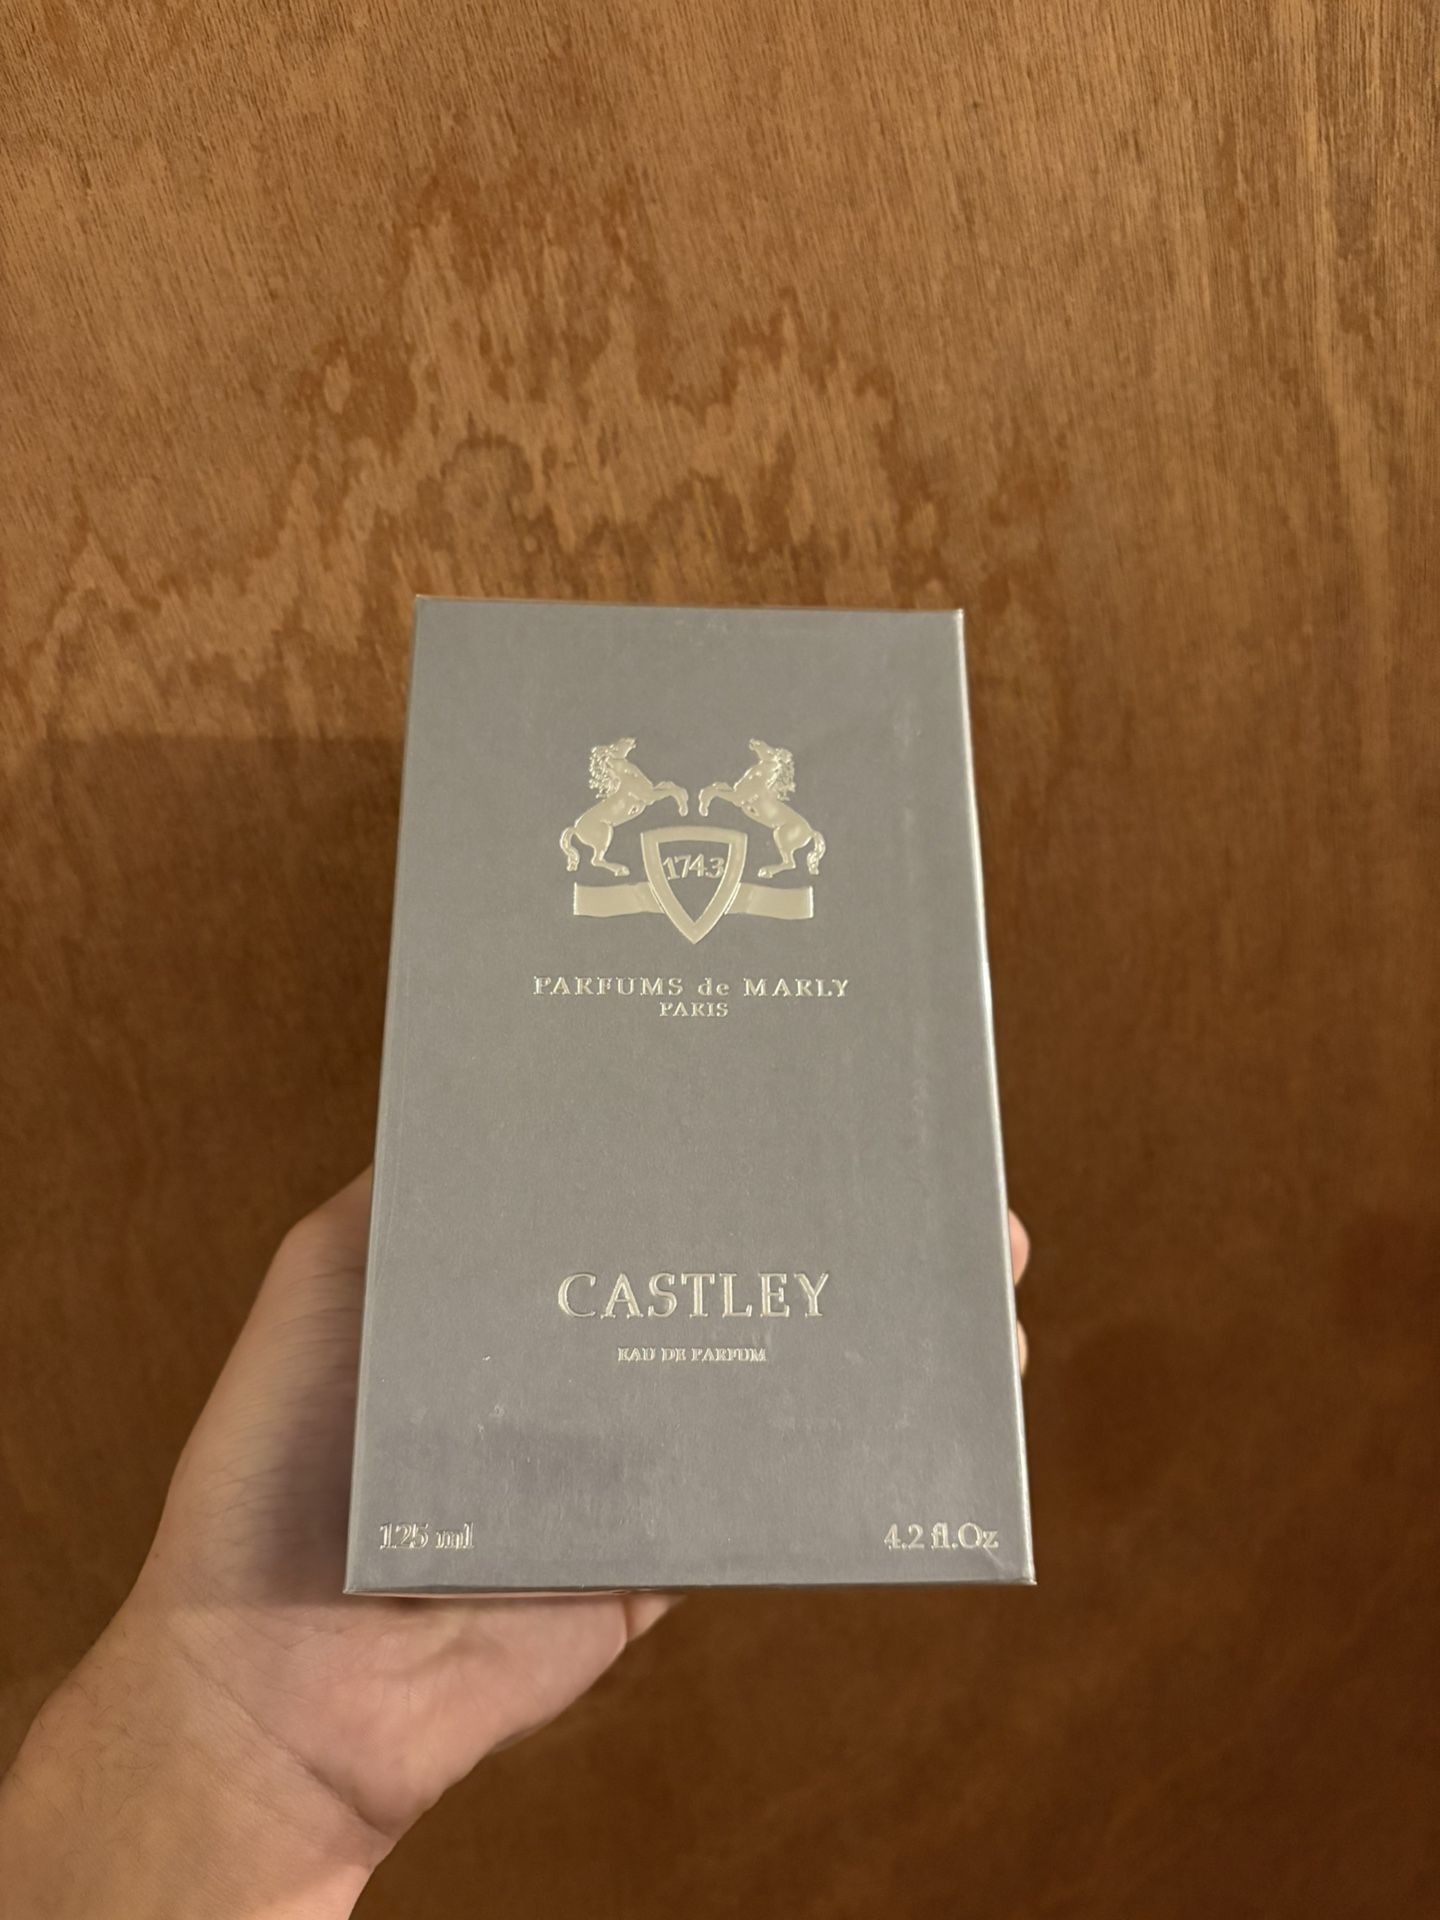 1743
PARFUMS de MARLY
PARIS
CASTLEY
EAU DE PARFUM
125 ml
4.2 fl.Oz